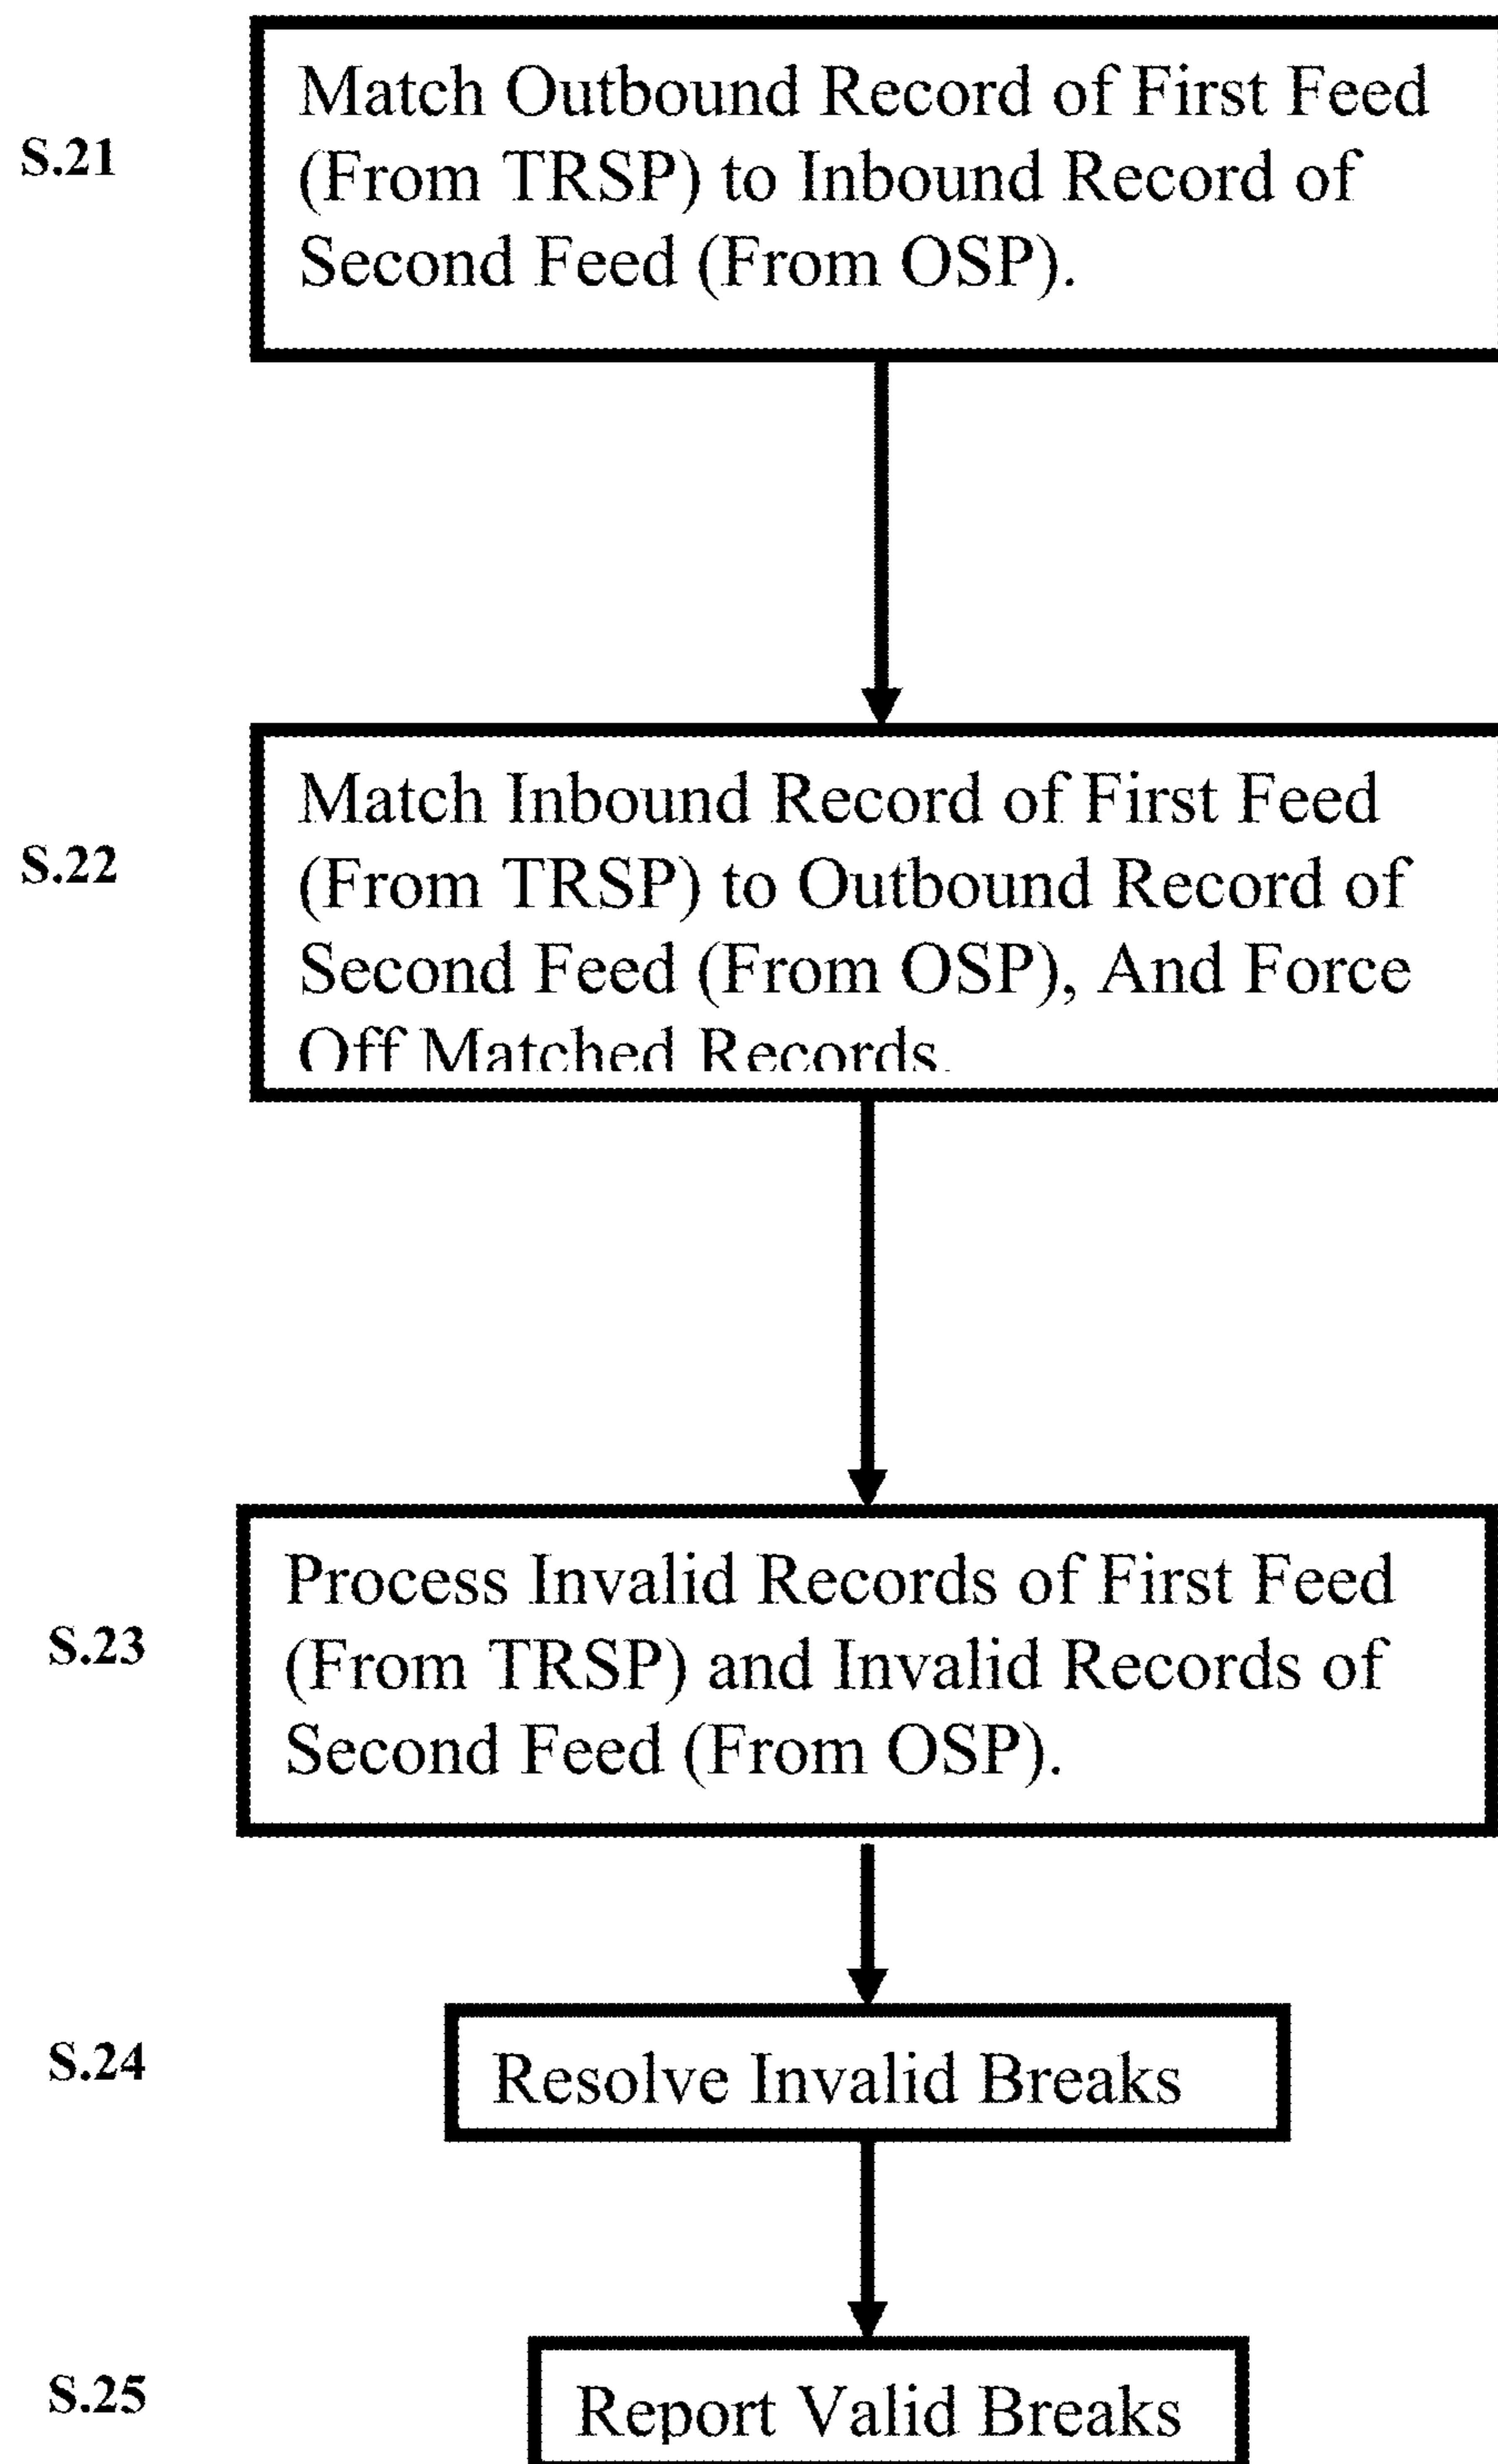 S.21
Match Outbound Record of First Feed
(From TRSP) to Inbound Record of
Second Feed (From OSP).
S.22
Match Inbound Record of First Feed
(From TRSP) to Outbound Record of
Second Feed (From OSP), And Force
Off Matched Records.
S.23
Process Invalid Records of First Feed
(From TRSP) and Invalid Records of
Second Feed (From OSP).
S.24
Resolve Invalid Breaks
S.25
Report Valid Breaks